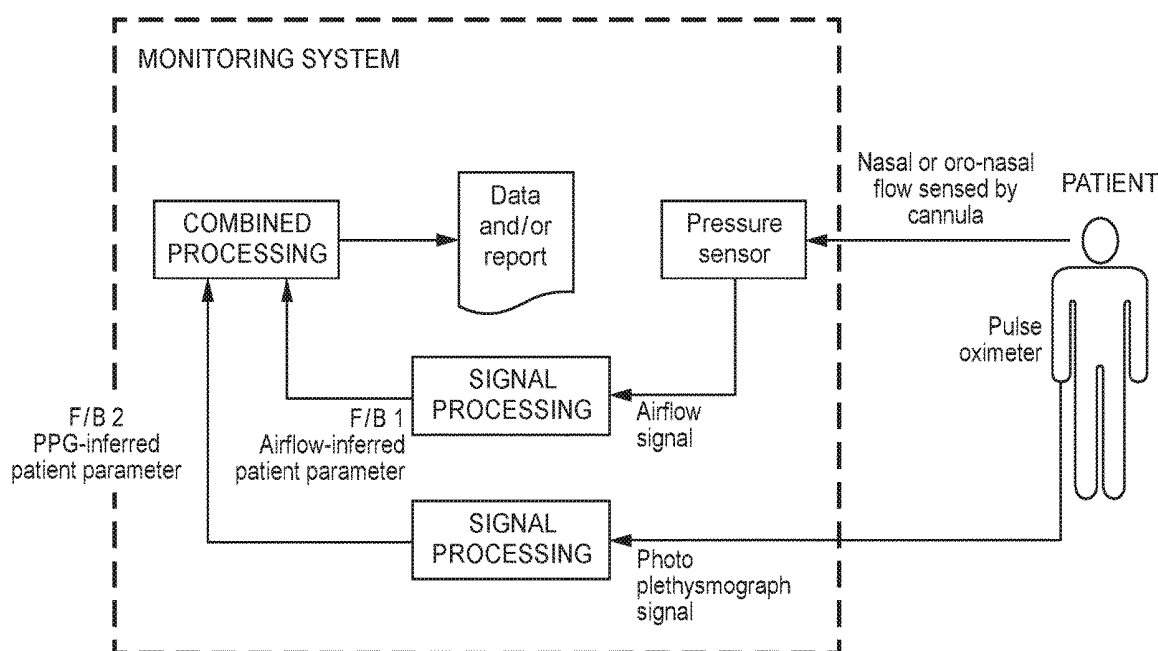 MONITORING SYSTEM
Nasal or oro-nasal
flow sensed by
cannula
PATIENT
COMBINED
PROCESSING
Data
and/or
report
Pressure
sensor
Pulse
oximeter
SIGNAL
PROCESSING
Airflow
signal
F/B 1
Airflow-inferred
patient parameter
F/B 2
PPG-inferred
patient parameter
SIGNAL
PROCESSING
Photo
plethysmograph
signal